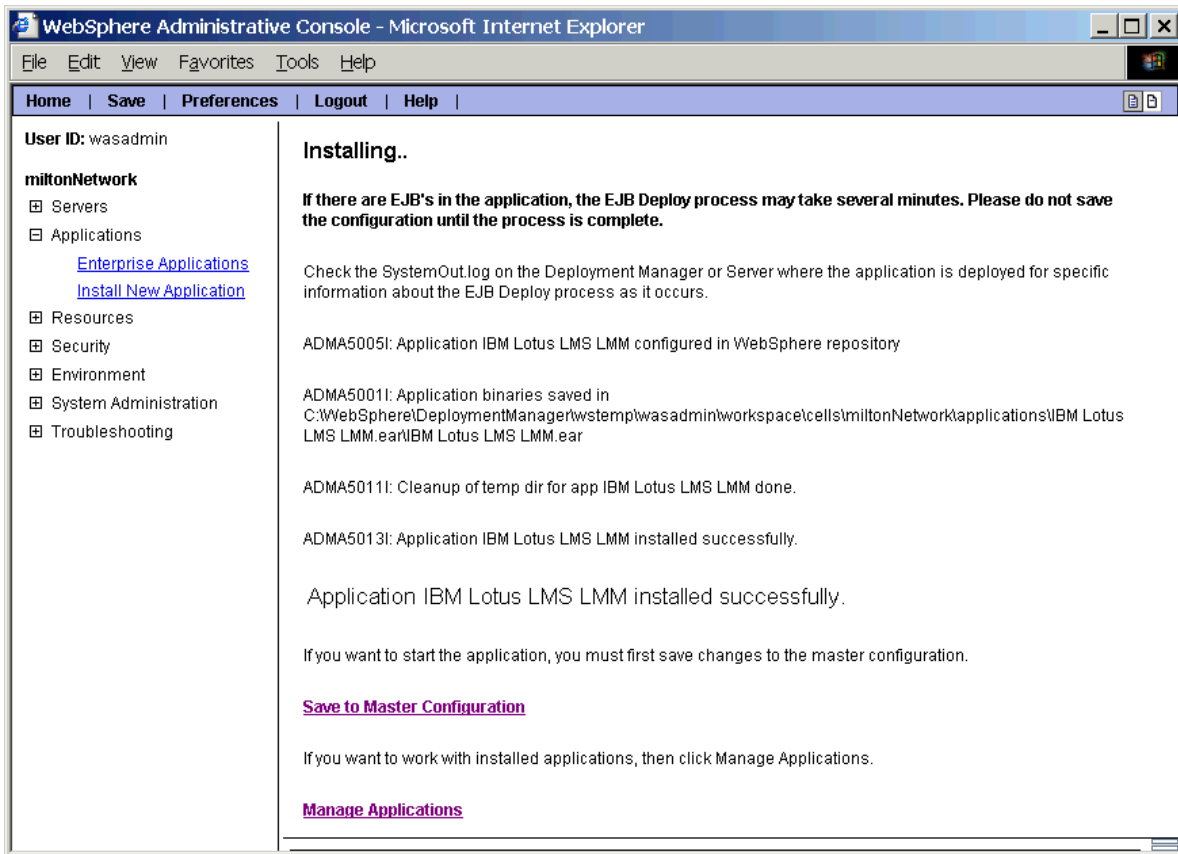 WebSphere Administrative Console - Microsoft Internet Explorer
File Edit View Favorites Tools Help
Home | Save | Preferences | Logout | Help |
User ID: wasadmin
miltonNetwork
Servers
Applications
Enterprise Applications
Install New Application
Resources
Security
Environment
System Administration
Troubleshooting
Installing..
If there are EJB's in the application, the EJB Deploy process may take several minutes. Please do not save
the configuration until the process is complete.
Check the SystemOut.log on the Deployment Manager or Server where the application is deployed for specific
information about the EJB Deploy process as it occurs.
ADMA5005I: Application IBM Lotus LMS LMM configured in WebSphere repository
ADMA5001I: Application binaries saved in
C:\WebSphere\DeploymentManager\wstemp\wasadmin\workspace\cells\miltonNetwork\applications\IBM Lotus
LMS LMM.ear\IBM Lotus LMS LMM.ear
ADMA5011I: Cleanup of temp dir for app IBM Lotus LMS LMM done.
ADMA5013I: Application IBM Lotus LMS LMM installed successfully.
Application IBM Lotus LMS LMM installed successfully.
If you want to start the application, you must first save changes to the master configuration.
Save to Master Configuration
If you want to work with installed applications, then click Manage Applications.
Manage Applications